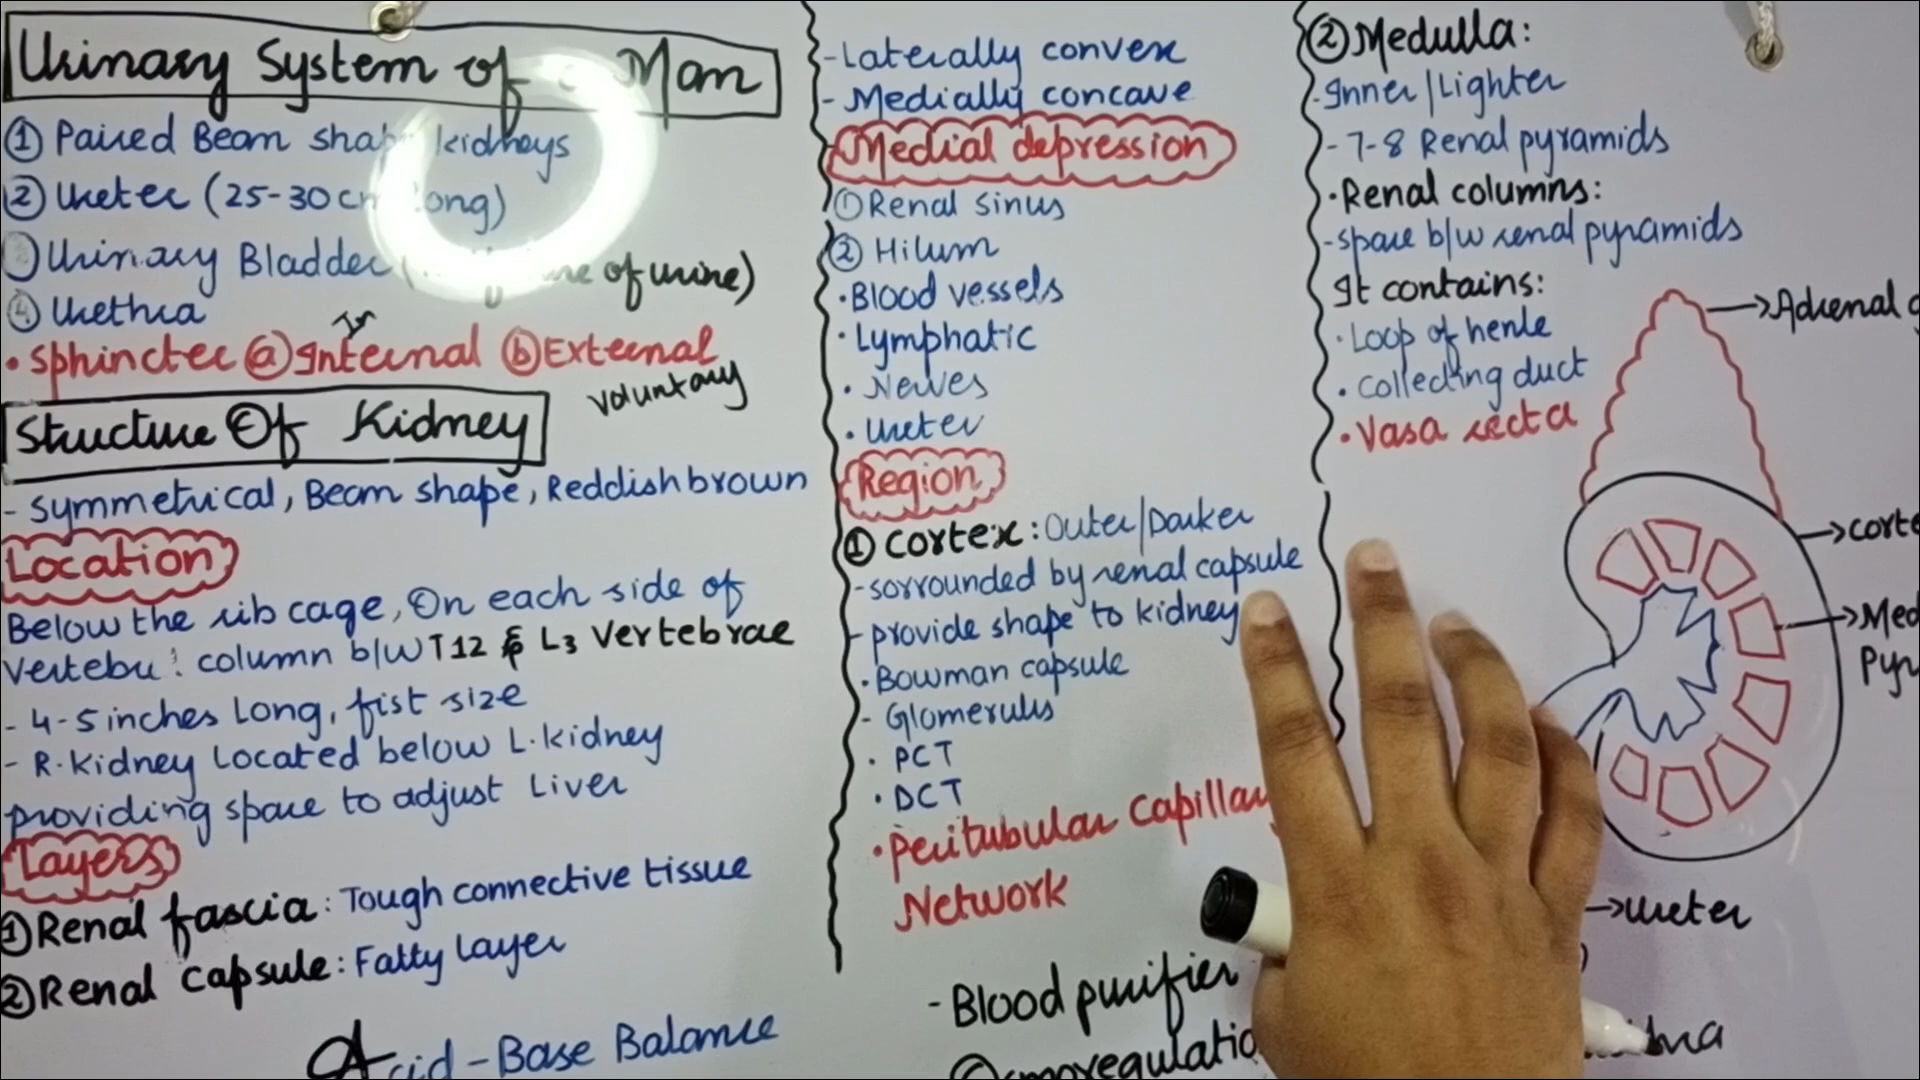 Urinary System of Man
① Paired Beam shap kidneys
② Ureter (25-30 cm long)
③ Urinary Bladder ( of urine)
④ Urethra
In
• Sphincter ⓐ Internal ⓑ External
voluntary
Structure Of Kidney
- symmetrical, Beam shape, Reddish brown
Location
Below the rib cage, On each side of
vertebr column b/w T12 & L3 Vertebrae
- 4-5 inches Long, fist size
- R. kidney Located below L. kidney
providing space to adjust Liver
Layers
① Renal fascia: Tough connective tissue
② Renal capsule: Fatty Layer
Acid-Base Balance
- Laterally convex
- Medially concave
Medial depression
① Renal sinus
② Hilum
• Blood vessels
• Lymphatic
• Nerves
• Ureter
Region
① Cortex: Outer/Darker
- sorrounded by renal capsule
- provide shape to kidney
• Bowman capsule
- Glomerulus
• PCT
• DCT
• Peritubular Capillary
Network
- Blood purifier
Osmoregulatio
② Medulla:
- Inner/Lighter
- 7-8 Renal pyramids
• Renal columns:
- space b/w renal pyramids
It contains:
• Loop of henle
• collecting duct
• Vasa recta
→ Adrenal g
→ corte
→ Med
Pyr
→ Ureter